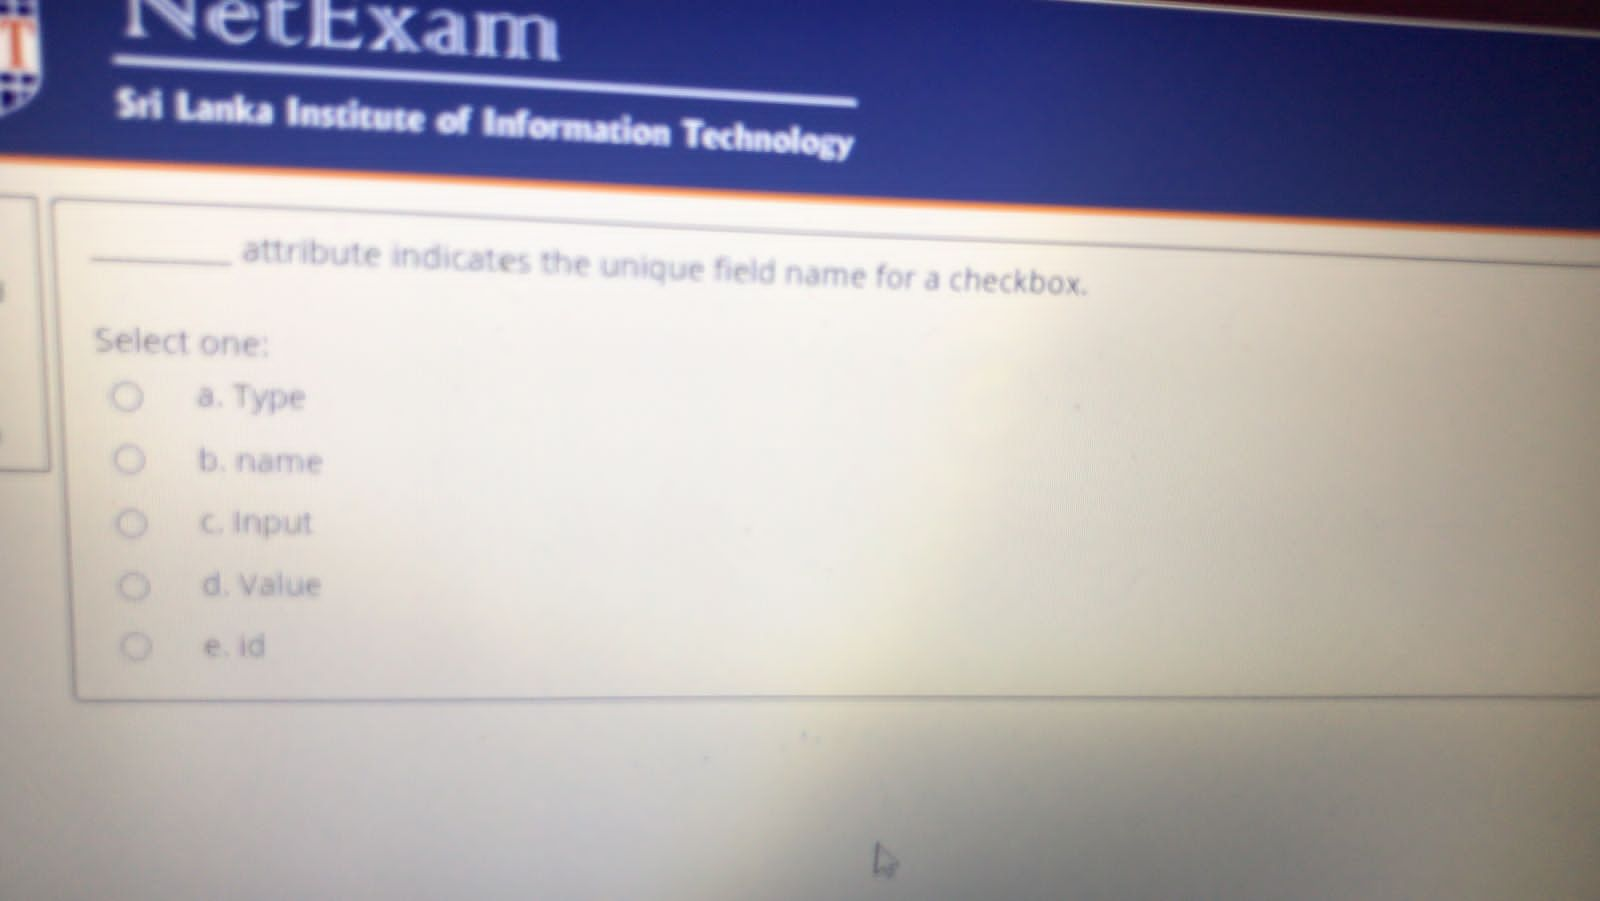 T
NetExam
Sri Lanka Institute of Information Technology
________ attribute indicates the unique field name for a checkbox.
Select one:
a. Type
b. name
c. Input
d. Value
e. id